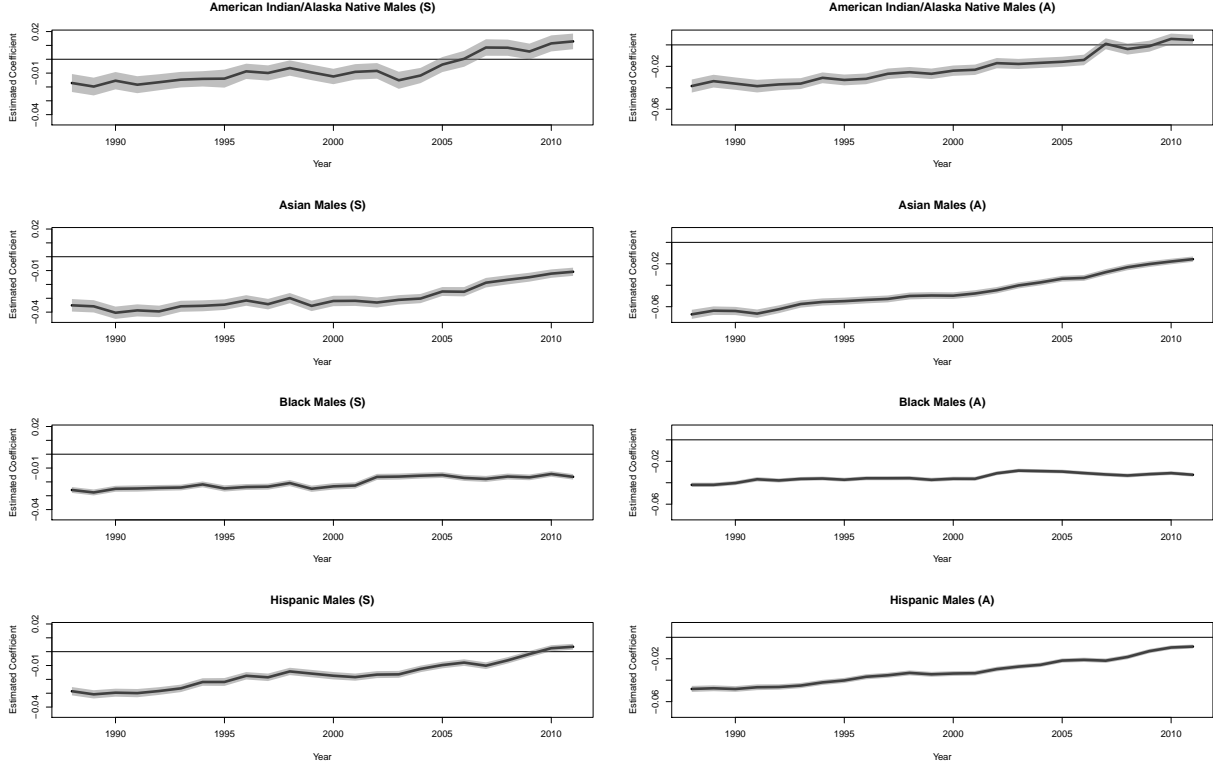 American Indian/Alaska Native Males (S)
Estimated Coefficient
0.02
−0.01
−0.04
1990 1995 2000 2005 2010
Year
American Indian/Alaska Native Males (A)
Estimated Coefficient
−0.02
−0.06
1990 1995 2000 2005 2010
Year
Asian Males (S)
Estimated Coefficient
0.02
−0.01
−0.04
1990 1995 2000 2005 2010
Year
Asian Males (A)
Estimated Coefficient
−0.02
−0.06
1990 1995 2000 2005 2010
Year
Black Males (S)
Estimated Coefficient
0.02
−0.01
−0.04
1990 1995 2000 2005 2010
Year
Black Males (A)
Estimated Coefficient
−0.02
−0.06
1990 1995 2000 2005 2010
Year
Hispanic Males (S)
Estimated Coefficient
0.02
−0.01
−0.04
1990 1995 2000 2005 2010
Year
Hispanic Males (A)
Estimated Coefficient
−0.02
−0.06
1990 1995 2000 2005 2010
Year